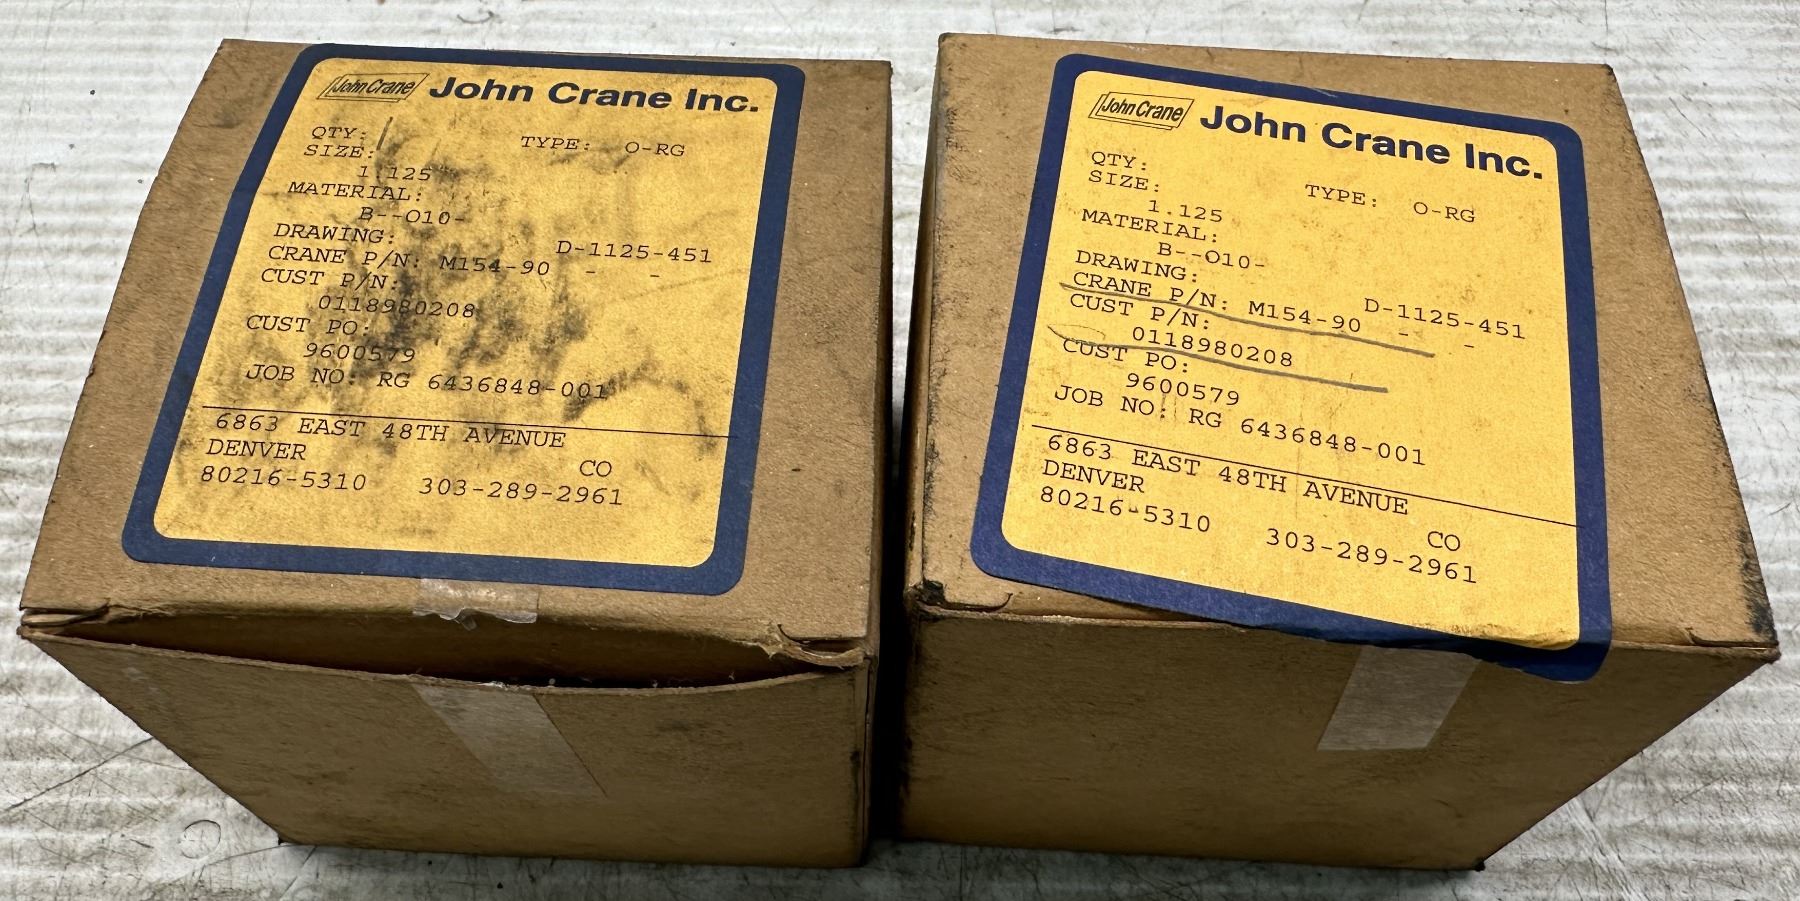 John Crane John Crane Inc.
QTY:
TYPE: O-RG
SIZE:
1.125
MATERIAL:
B--O10-
DRAWING:
D-1125-451
CRANE P/N: M154-90 - -
CUST P/N:
0118980208
CUST PO:
9600579
JOB NO: RG 6436848-001
6863 EAST 48TH AVENUE
DENVER CO
80216-5310 303-289-2961
John Crane John Crane Inc.
QTY:
TYPE: O-RG
SIZE:
1.125
MATERIAL:
B--O10-
DRAWING:
D-1125-451
CRANE P/N: M154-90 - -
CUST P/N:
0118980208
CUST PO:
9600579
JOB NO: RG 6436848-001
6863 EAST 48TH AVENUE
DENVER CO
80216-5310 303-289-2961